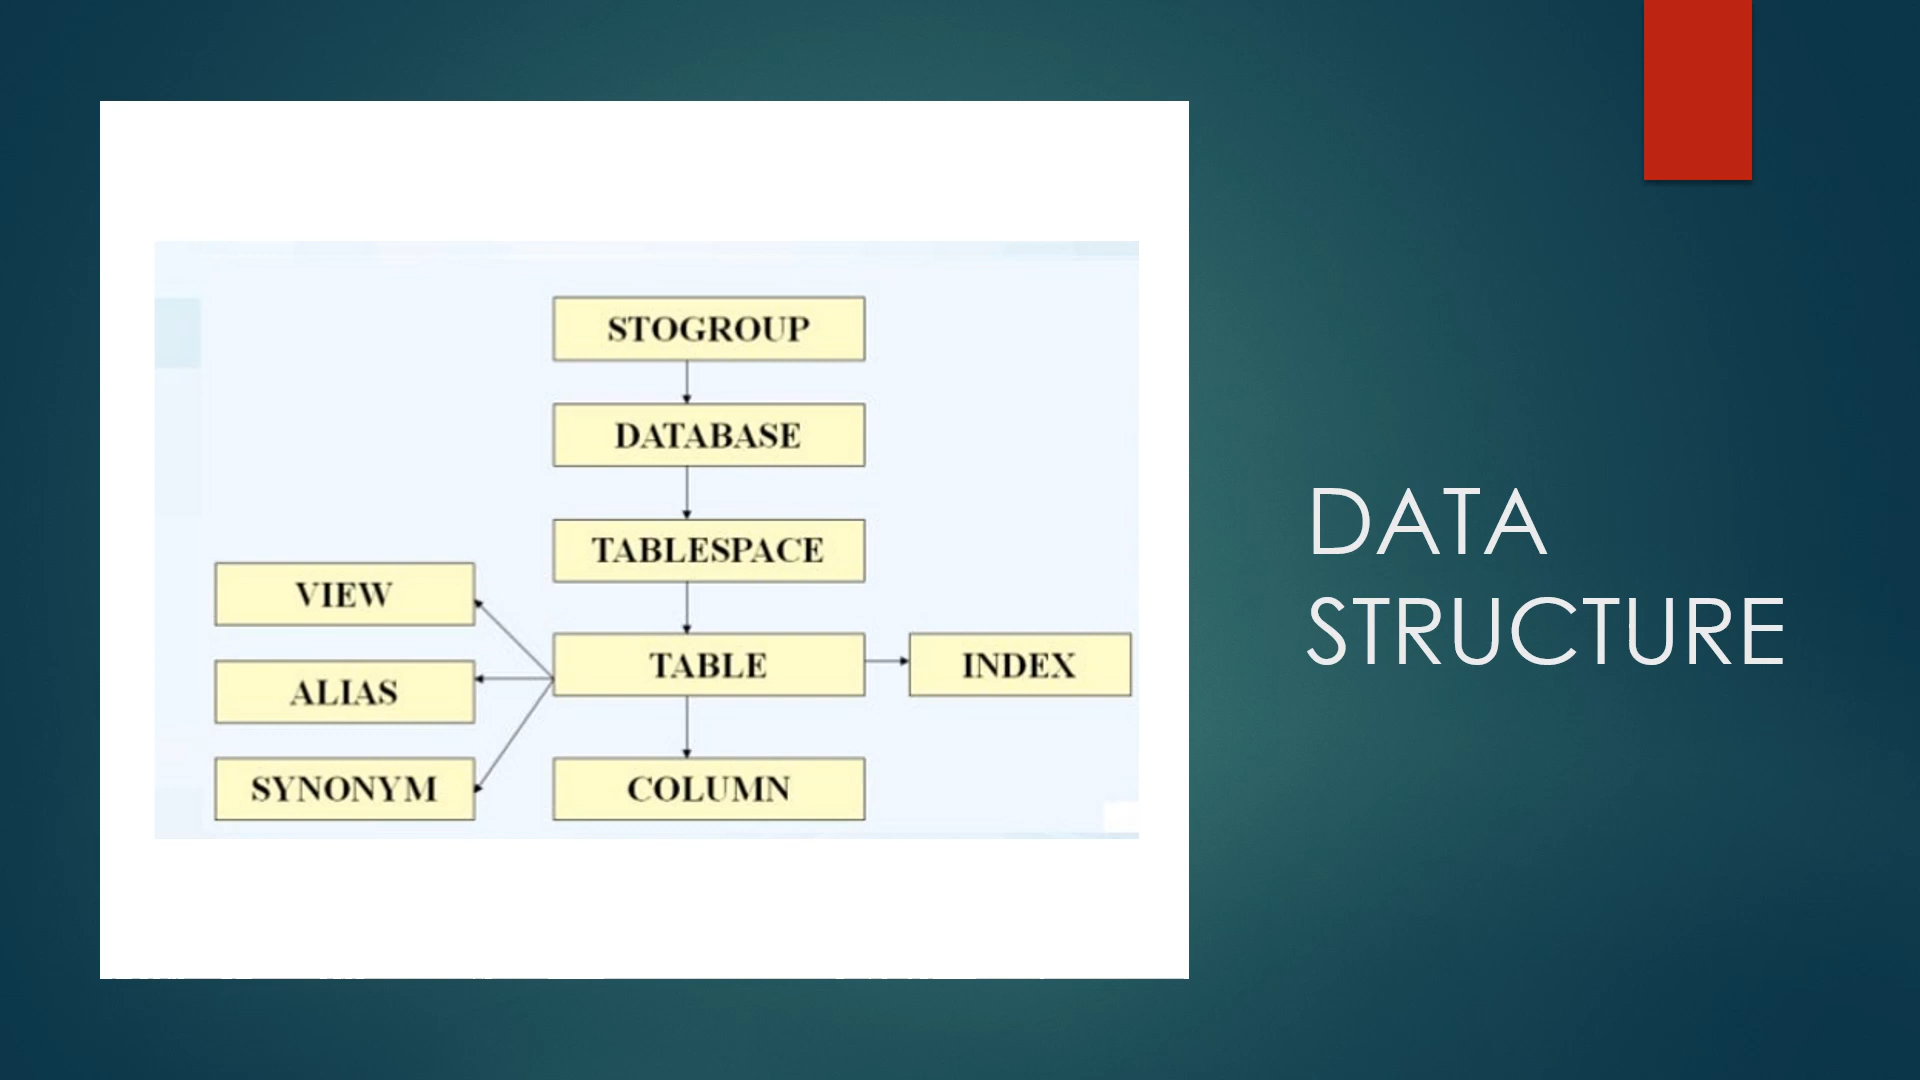 STOGROUP
DATABASE
TABLESPACE
VIEW
TABLE
INDEX
ALIAS
SYNONYM
COLUMN
DATA
STRUCTURE